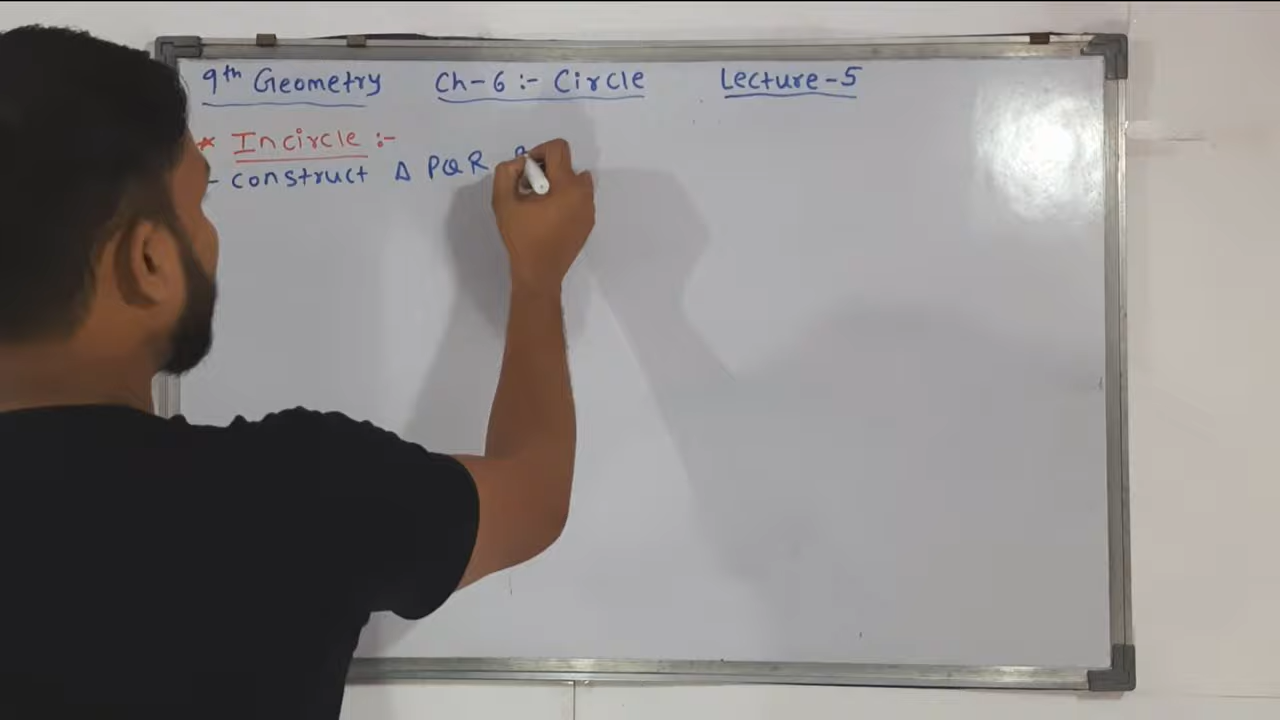 9th Geometry Ch-6 :- Circle Lecture-5
* Incircle :-
- construct Δ PQR